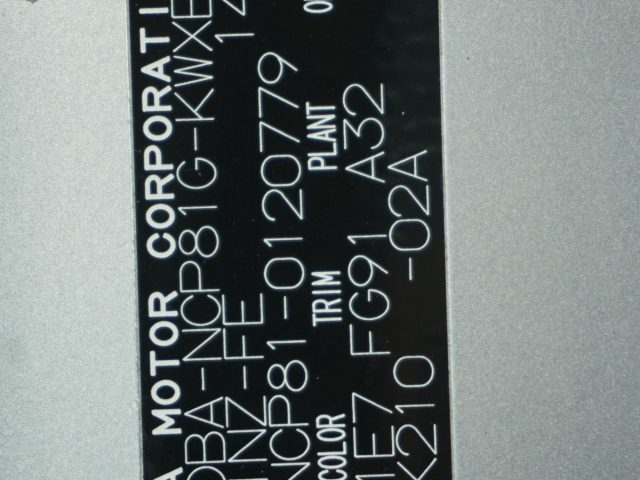 A MOTOR CORPORATI
DBA-NCP81G-KWXE
1NZ-FE
NCP81-0120779
COLOR TRIM PLANT
1E7 FG91 A32
K210 -02A